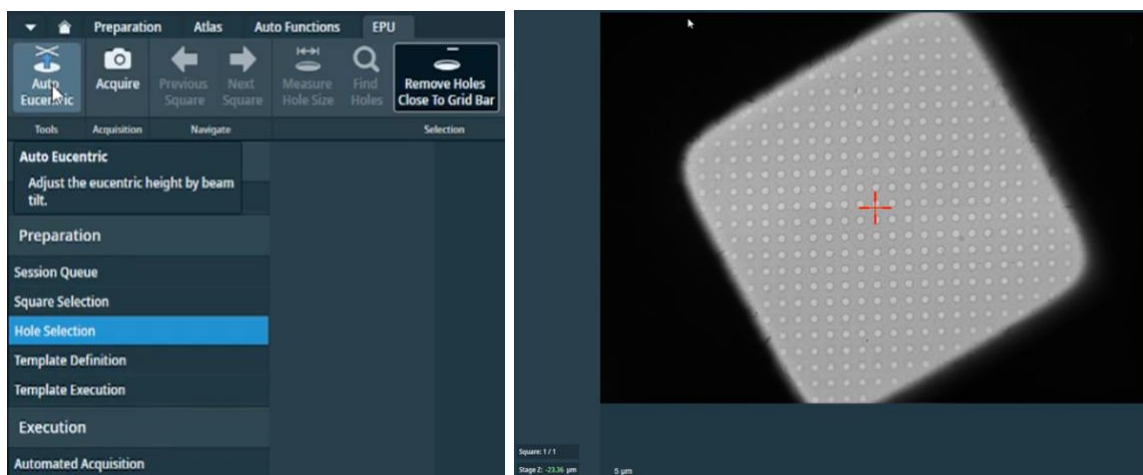 Preparation Atlas Auto Functions EPU
Auto Eucentric
Acquire
Previous Square
Next Square
Measure Hole Size
Find Holes
Remove Holes Close To Grid Bar
Tools Acquisition Navigate Selection
Auto Eucentric
Adjust the eucentric height by beam
tilt.
Preparation
Session Queue
Square Selection
Hole Selection
Template Definition
Template Execution
Execution
Automated Acquisition
Square: 1 / 1
Stage Z: -23.36 µm
5 µm